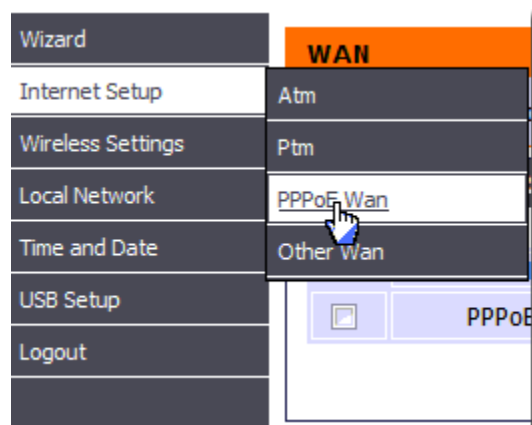 Wizard
Internet Setup
Wireless Settings
Local Network
Time and Date
USB Setup
Logout
WAN
Atm
Ptm
PPPoE Wan
Other Wan
PPPoE